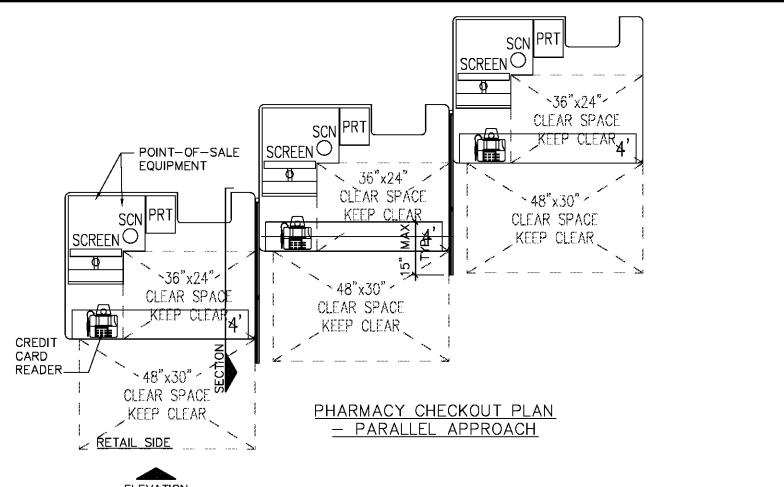 SCN
PRT
SCREEN
36"x24"
CLEAR SPACE
KEEP CLEAR
4'
48"x30"
CLEAR SPACE
KEEP CLEAR
SCN
PRT
SCREEN
36"x24"
CLEAR SPACE
KEEP CLEAR
4'
15" MAX
TYP.
48"x30"
CLEAR SPACE
KEEP CLEAR
POINT-OF-SALE
EQUIPMENT
SCN
PRT
SCREEN
36"x24"
CLEAR SPACE
KEEP CLEAR
4'
CREDIT
CARD
READER
48"x30"
CLEAR SPACE
KEEP CLEAR
RETAIL SIDE
SECTION
PHARMACY CHECKOUT PLAN
– PARALLEL APPROACH
ELEVATION